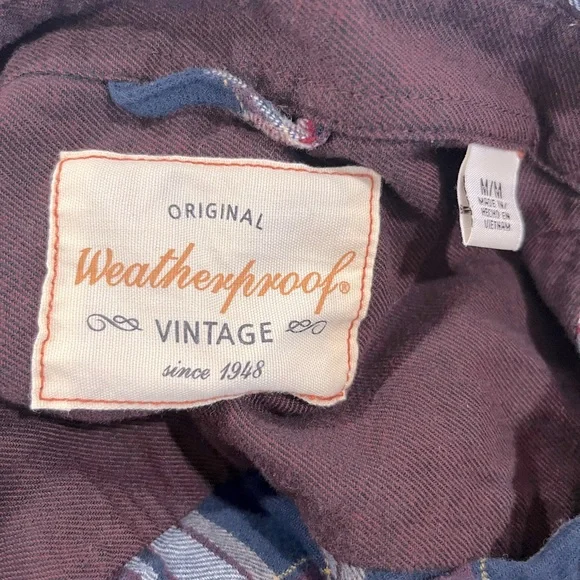 ORIGINAL
Weatherproof®
VINTAGE
since 1948
M/M
MADE IN/
HECHO EN
VIETNAM